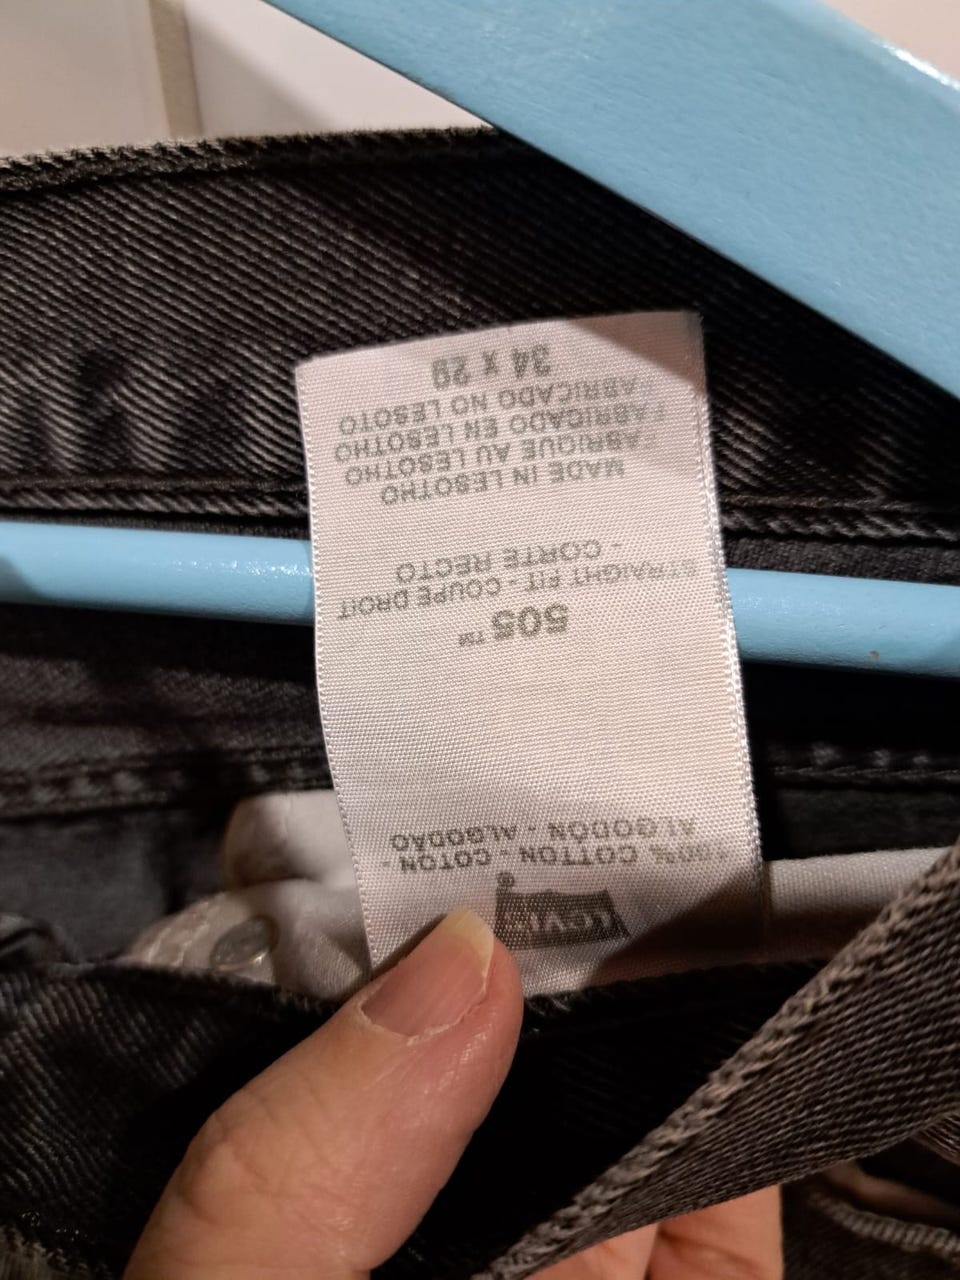 LEVI'S®
100% COTTON - COTON -
ALGODÓN - ALGODÃO
505™
STRAIGHT FIT - COUPE DROIT
- CORTE RECTO
MADE IN LESOTHO
FABRIQUE AU LESOTHO
FABRICADO EN LESOTHO
FABRICADO NO LESOTO
34 X 29